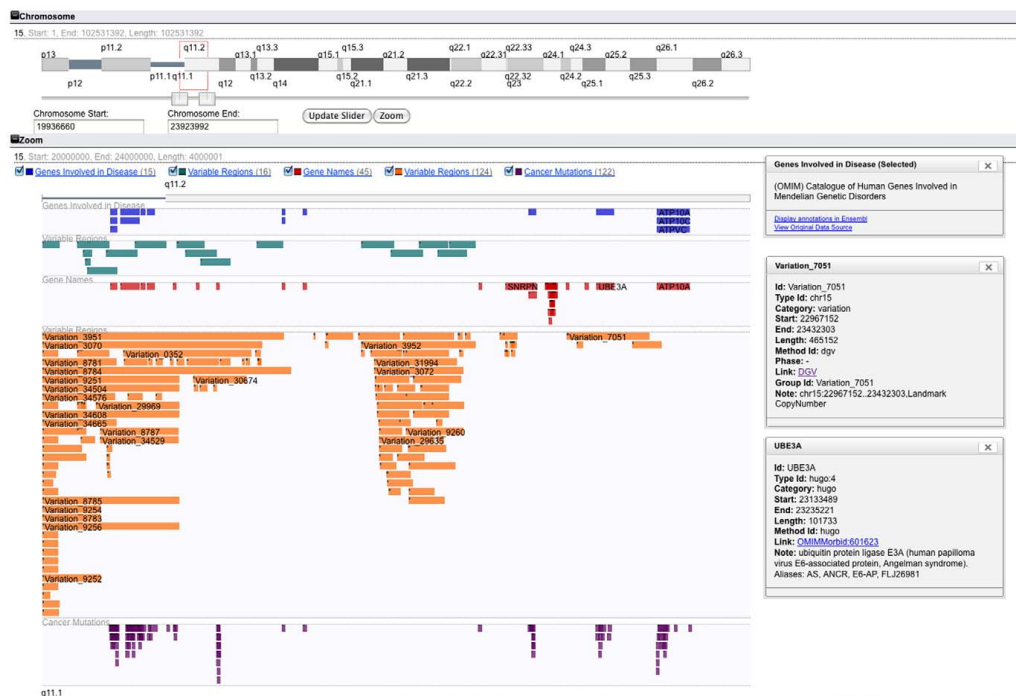 Chromosome
15, Start: 1, End: 102531392, Length: 102531392
p13 p11.2 q11.2 q13.1 q13.3 q15.1 q15.3 q21.2 q22.1 q22.31 q22.33 q24.1 q24.3 q25.2 q26.1 q26.3
p12 p11.1 q11.1 q12 q13.2 q14 q15.2 q21.1 q21.3 q22.2 q22.32 q23 q24.2 q25.1 q25.3 q26.2
Chromosome Start: Chromosome End:
19936660 23923992 Update Slider Zoom
Zoom
15, Start: 20000000, End: 24000000, Length: 4000001
Genes Involved in Disease (15) Variable Regions (16) Gene Names (45) Variable Regions (124) Cancer Mutations (122)
q11.2
Genes Involved in Disease
ATP10A
ATP10C
ATPVC
Variable Regions
Gene Names
SNRPN UBE3A ATP10A
Variable Regions
Variation_3951 Variation_7051
Variation_3070 Variation_3952
Variation_0352
Variation_8781 Variation_31994
Variation_8784 Variation_3072
Variation_9251 Variation_30674
Variation_34504
Variation_34576
Variation_29969
Variation_34608
Variation_34665
Variation_8787 Variation_9260
Variation_34529 Variation_29635
Variation_8785
Variation_9254
Variation_8783
Variation_9256
Variation_9252
Cancer Mutations
q11.1
Genes Involved in Disease (Selected)
(OMIM) Catalogue of Human Genes Involved in
Mendelian Genetic Disorders
Display annotations in Ensembl
View Original Data Source
Variation_7051
Id: Variation_7051
Type Id: chr15
Category: variation
Start: 22967152
End: 23432303
Length: 465152
Method Id: dgv
Phase: -
Link: DGV
Group Id: Variation_7051
Note: chr15:22967152..23432303,Landmark
CopyNumber
UBE3A
Id: UBE3A
Type Id: hugo:4
Category: hugo
Start: 23133489
End: 23235221
Length: 101733
Method Id: hugo
Link: OMIMMorbid:601623
Note: ubiquitin protein ligase E3A (human papilloma
virus E6-associated protein, Angelman syndrome).
Aliases: AS, ANCR, E6-AP, FLJ26981